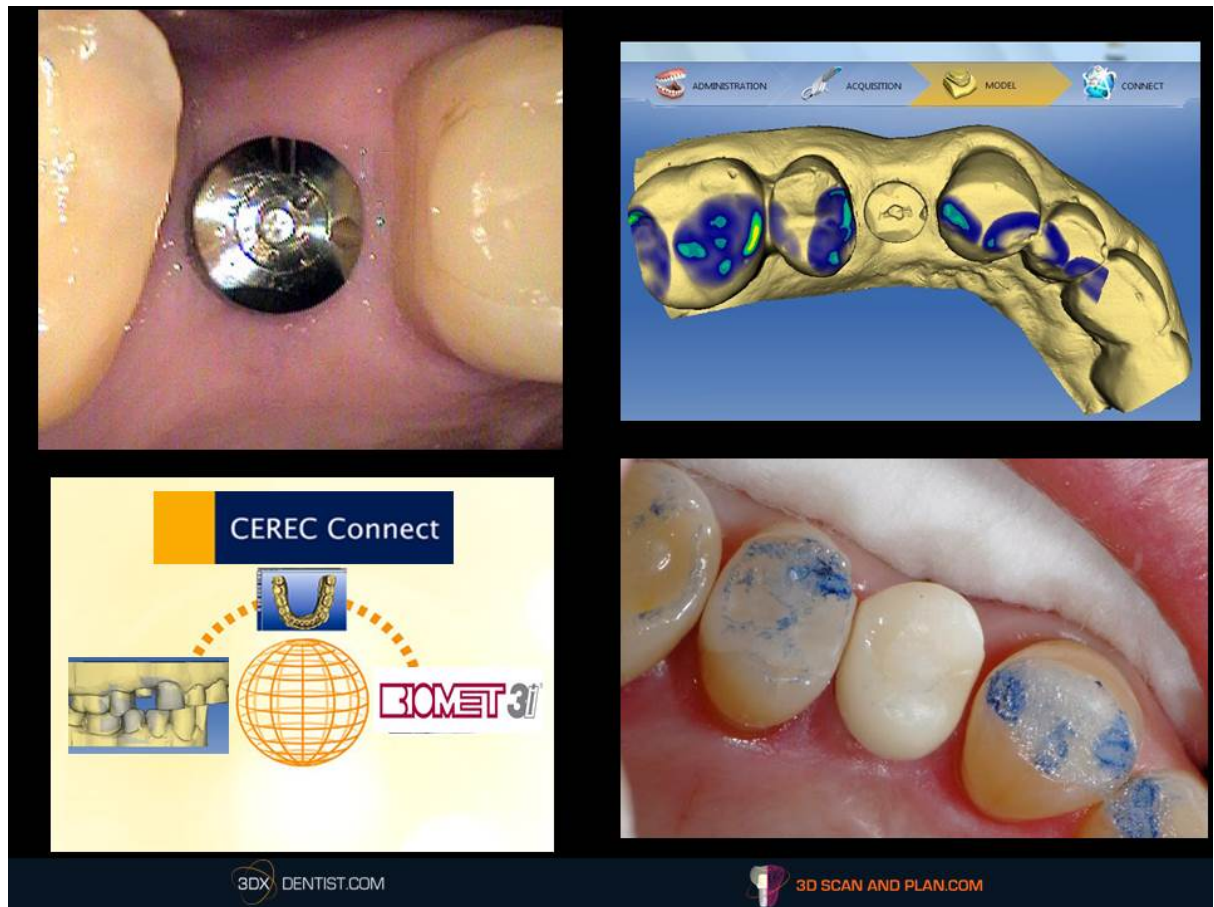 ADMINISTRATION
ACQUISITION
MODEL
CONNECT
CEREC Connect
BIOMET 3i
3DX DENTIST.COM
3D SCAN AND PLAN.COM